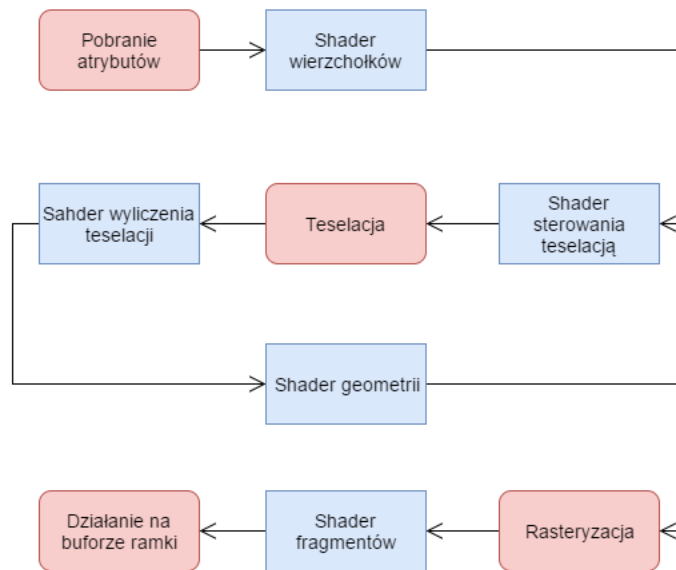 Pobranie
atrybutów
Shader
wierzchołków
Sahder wyliczenia
teselacji
Teselacja
Shader
sterowania
teselacją
Shader geometrii
Działanie na
buforze ramki
Shader
fragmentów
Rasteryzacja